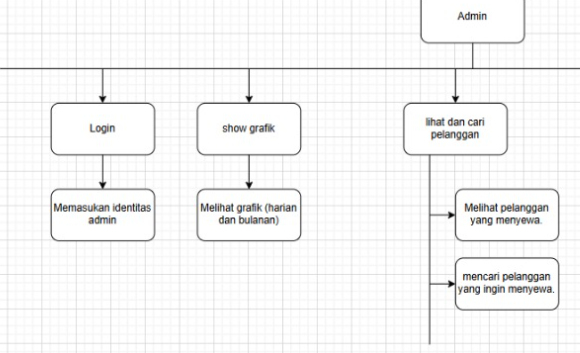 Admin
Login
show grafik
lihat dan cari
pelanggan
Memasukan identitas
admin
Melihat grafik (harian
dan bulanan)
Melihat pelanggan
yang menyewa.
mencari pelanggan
yang ingin menyewa.